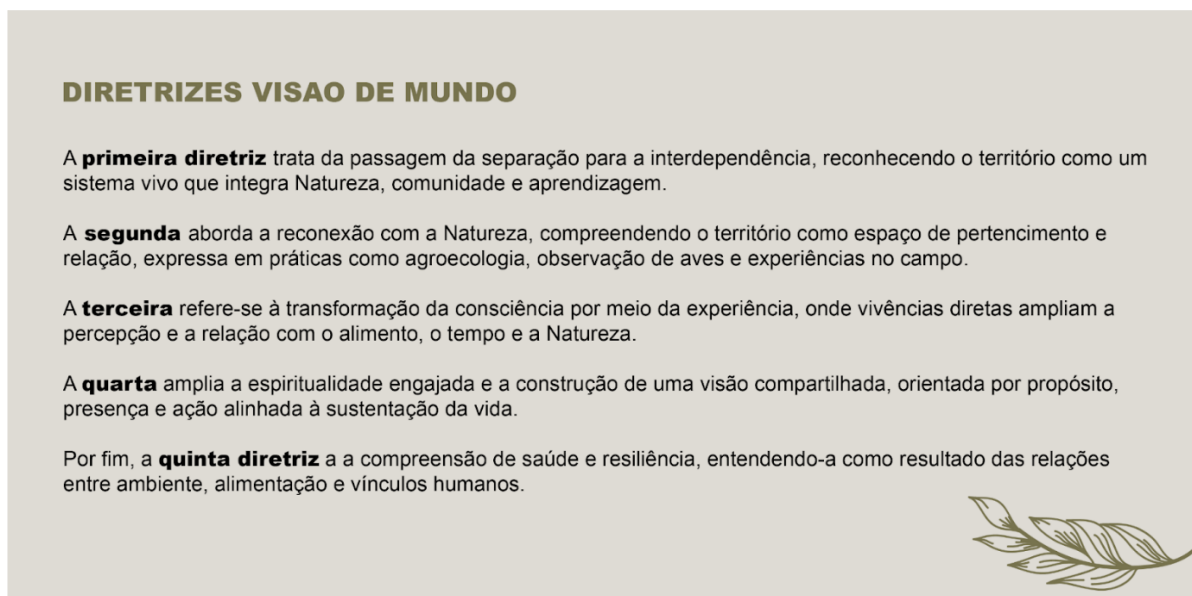 DIRETRIZES VISAO DE MUNDO
A primeira diretriz trata da passagem da separação para a interdependência, reconhecendo o território como um
sistema vivo que integra Natureza, comunidade e aprendizagem.
A segunda aborda a reconexão com a Natureza, compreendendo o território como espaço de pertencimento e
relação, expressa em práticas como agroecologia, observação de aves e experiências no campo.
A terceira refere-se à transformação da consciência por meio da experiência, onde vivências diretas ampliam a
percepção e a relação com o alimento, o tempo e a Natureza.
A quarta amplia a espiritualidade engajada e a construção de uma visão compartilhada, orientada por propósito,
presença e ação alinhada à sustentação da vida.
Por fim, a quinta diretriz a a compreensão de saúde e resiliência, entendendo-a como resultado das relações
entre ambiente, alimentação e vínculos humanos.